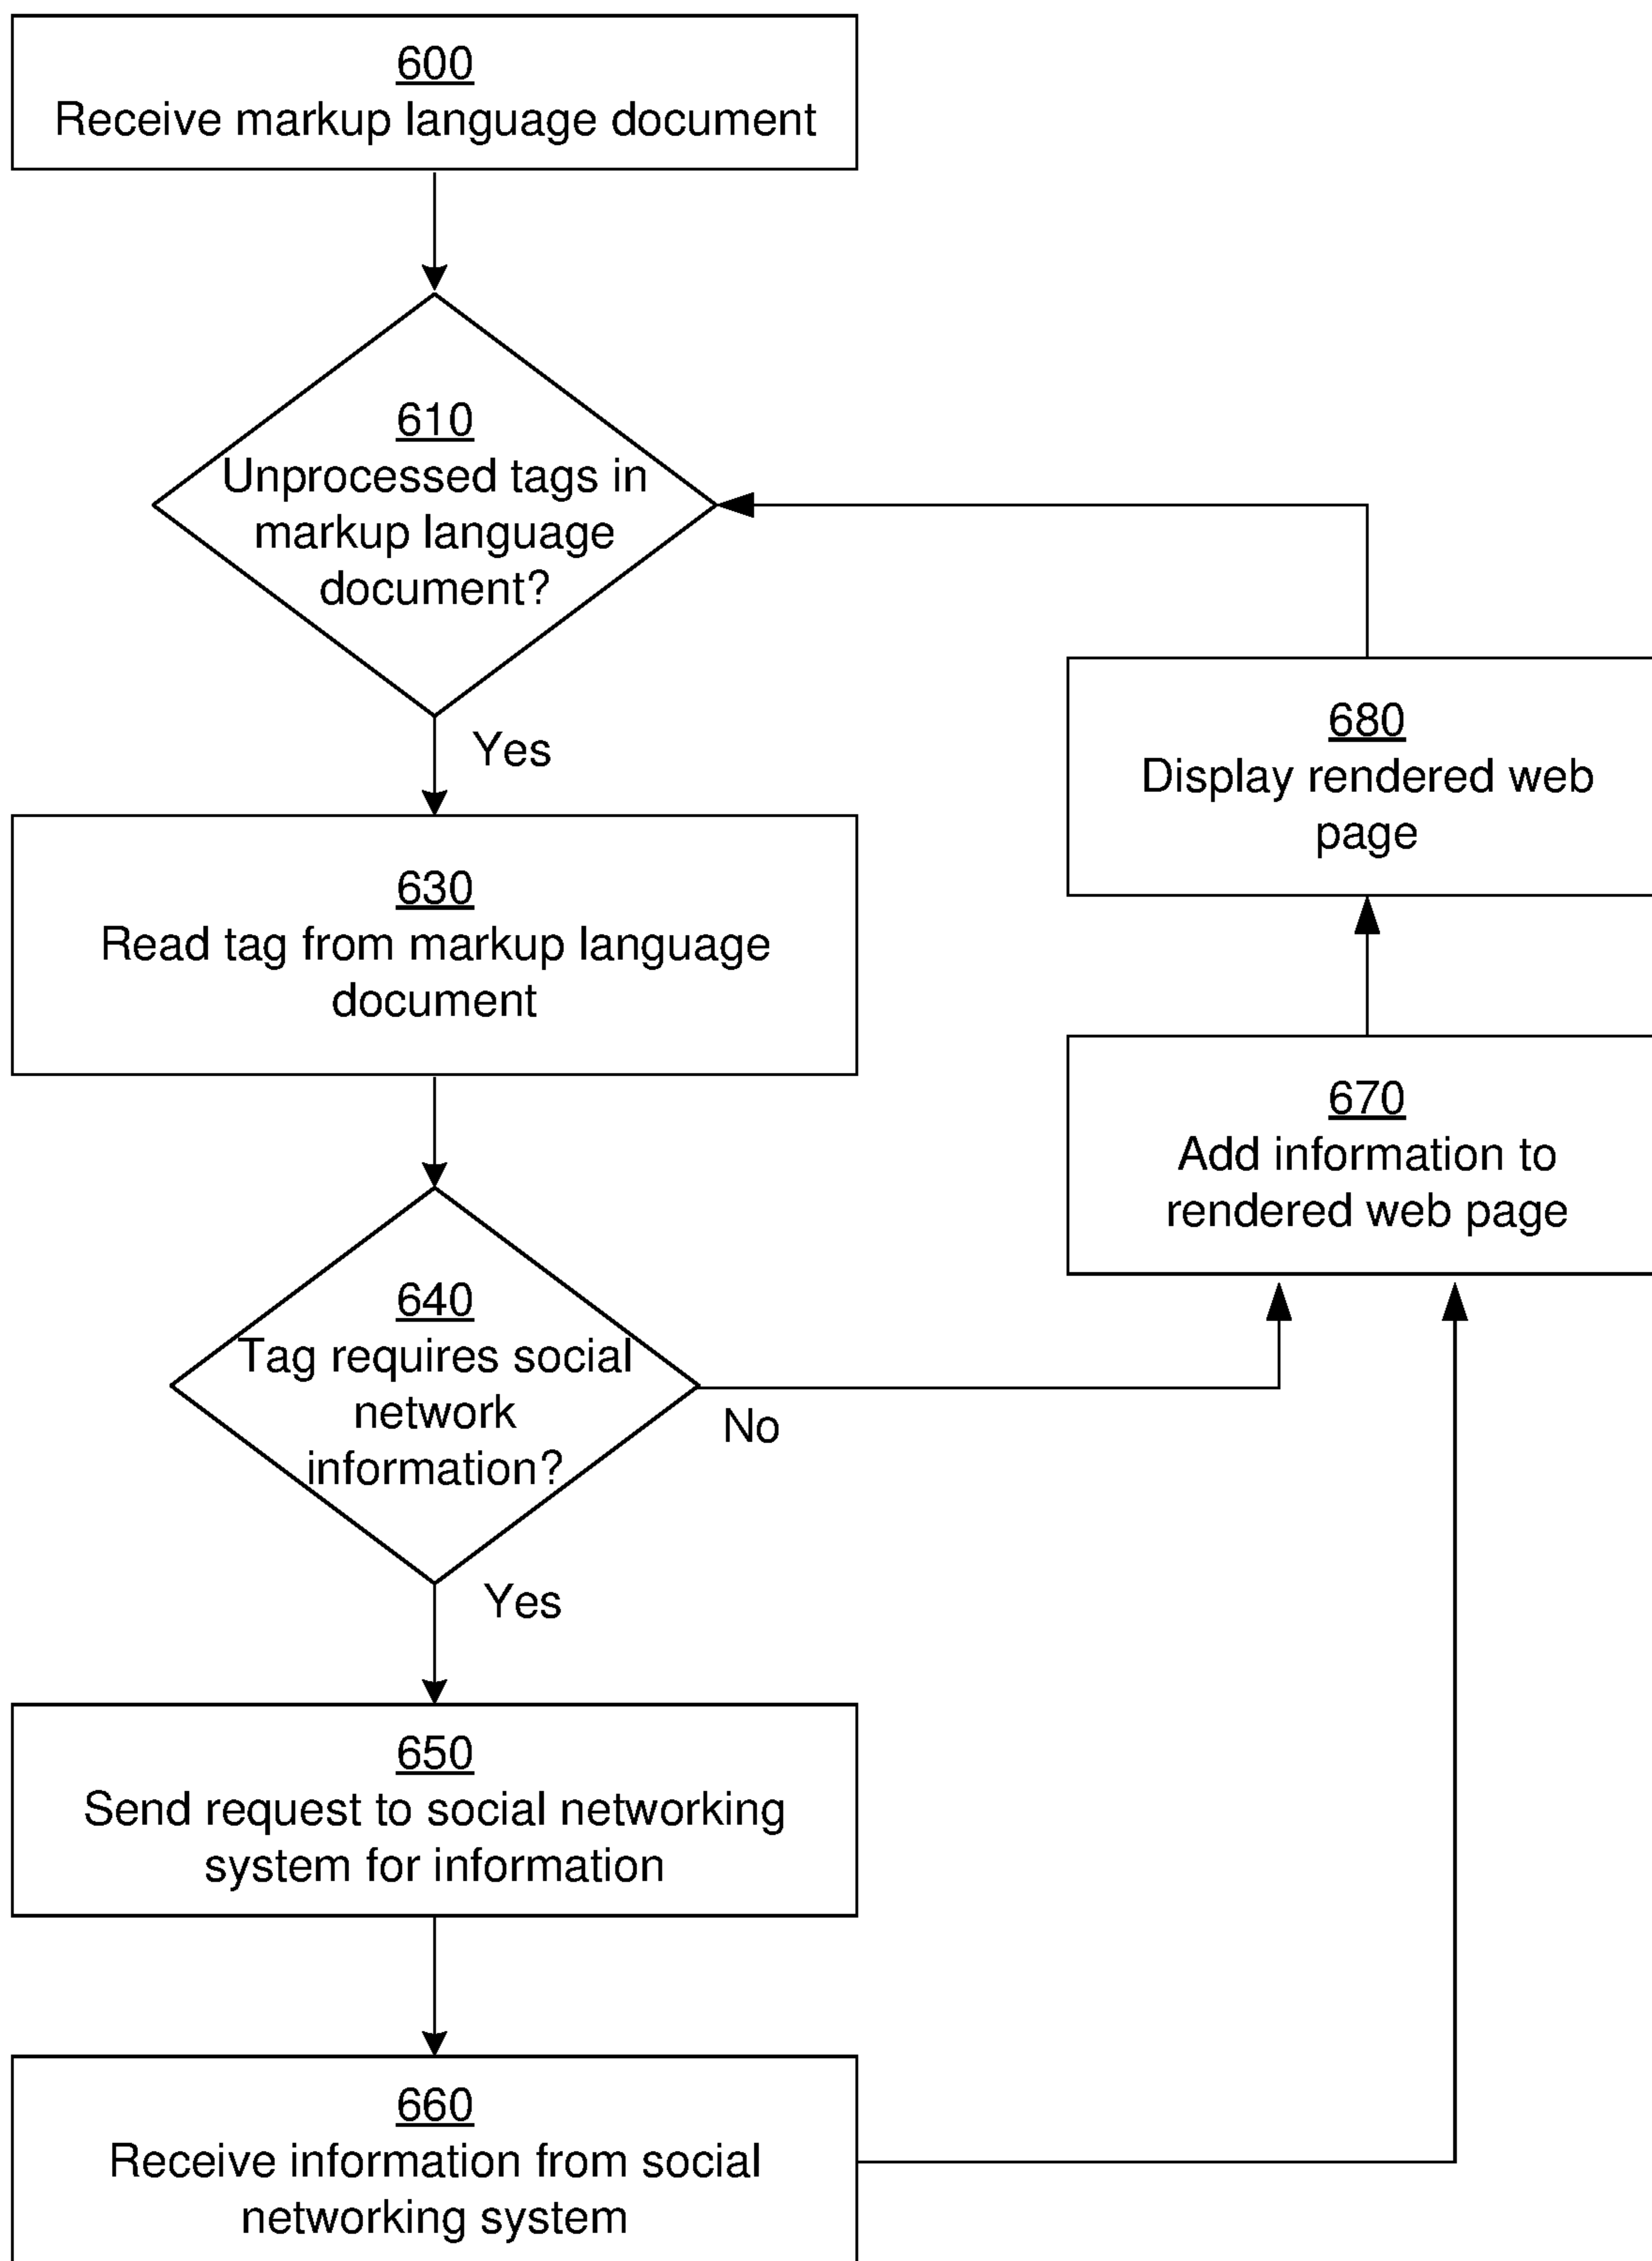 600
Receive markup language document
610
Unprocessed tags in
markup language
document?
Yes
630
Read tag from markup language
document
640
Tag requires social
network
information?
No
Yes
650
Send request to social networking
system for information
660
Receive information from social
networking system
670
Add information to
rendered web page
680
Display rendered web
page